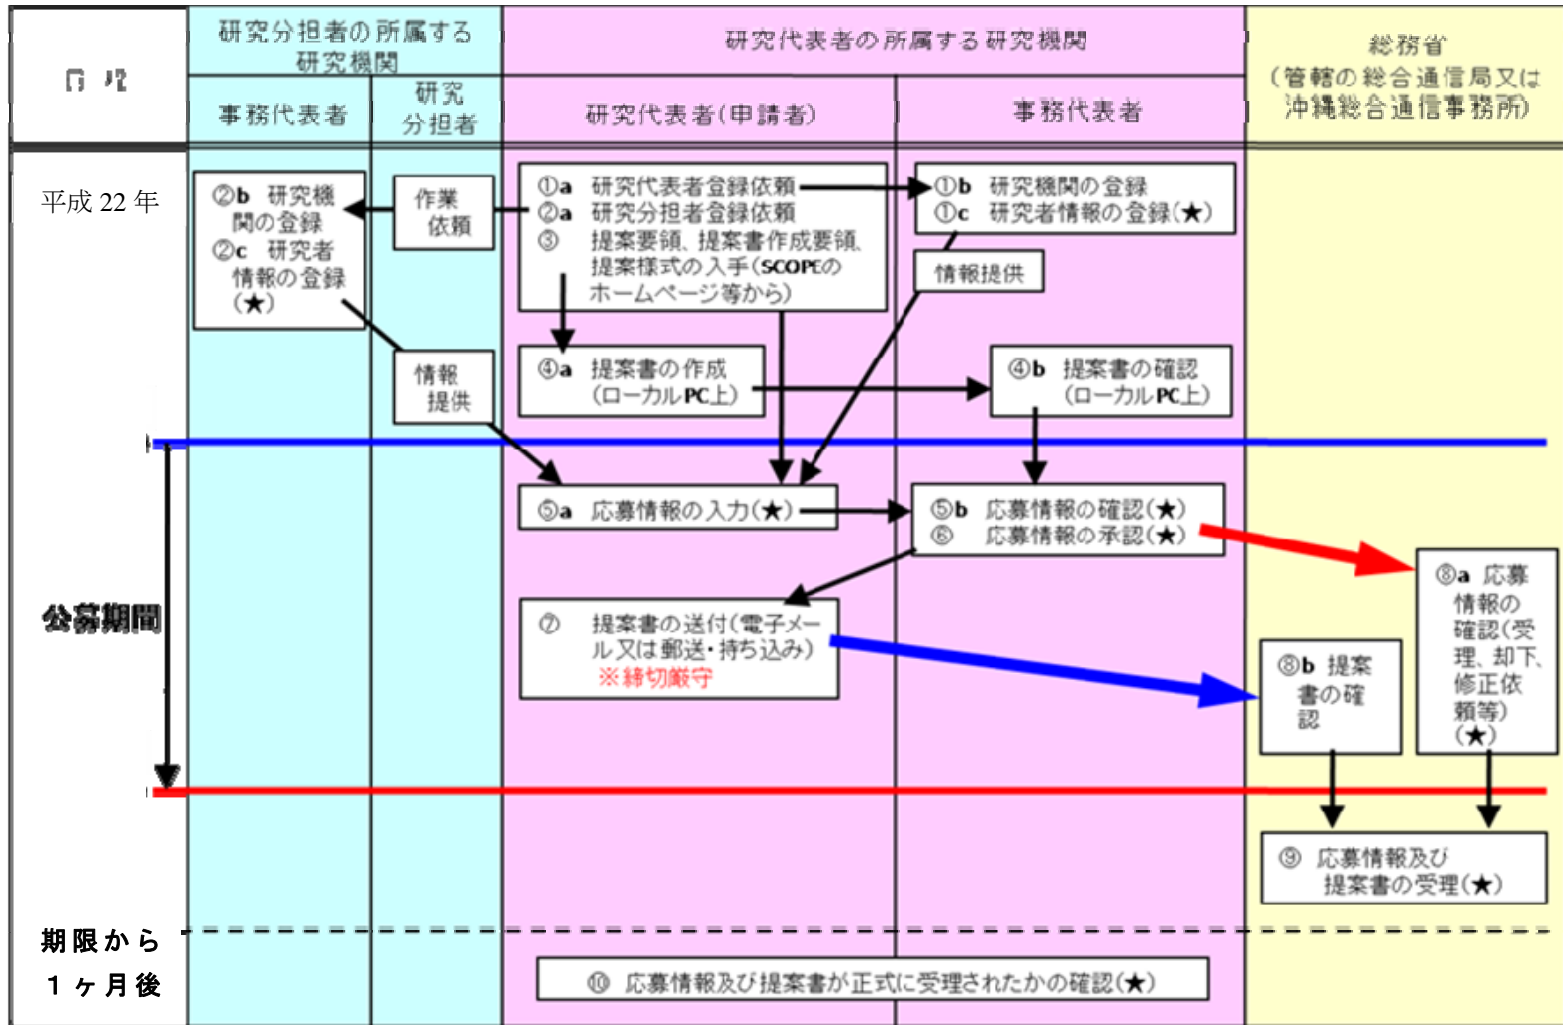 日程
研究分担者の所属する
研究機関
研究代表者の所属する研究機関
総務省
(管轄の総合通信局又は
沖縄総合通信事務所)
事務代表者
研究
分担者
研究代表者(申請者)
事務代表者
平成 22 年
②b 研究機
関の登録
②c 研究者
情報の登録
(★)
作業
依頼
①a 研究代表者登録依頼
②a 研究分担者登録依頼
③ 提案要領、提案書作成要領、
提案様式の入手(SCOPEの
ホームページ等から)
①b 研究機関の登録
①c 研究者情報の登録(★)
情報提供
情報
提供
④a 提案書の作成
(ローカルPC上)
④b 提案書の確認
(ローカルPC上)
⑤a 応募情報の入力(★)
⑤b 応募情報の確認(★)
⑥ 応募情報の承認(★)
公募期間
⑦ 提案書の送付(電子メー
ル又は郵送・持ち込み)
※締切厳守
⑧b 提案
書の確
認
⑧a 応募
情報の
確認(受
理、却下、
修正依
頼等)
(★)
⑨ 応募情報及び
提案書の受理(★)
期限から
1ヶ月後
⑩ 応募情報及び提案書が正式に受理されたかの確認(★)